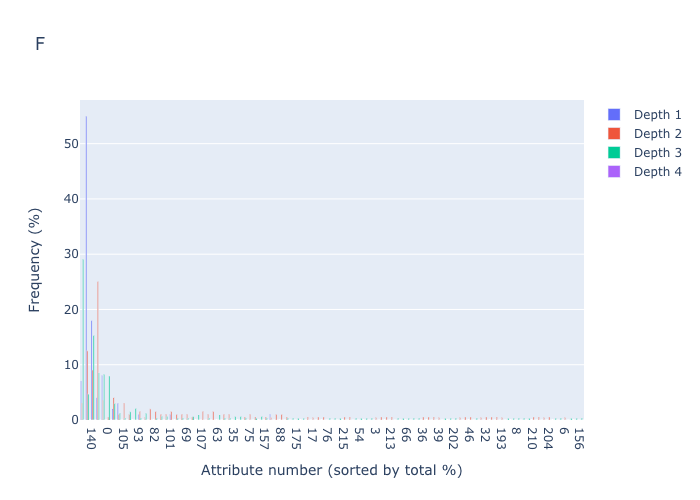 F
Depth 1
Depth 2
Depth 3
Depth 4
Frequency (%)
50
40
30
20
10
0
140 0 105 93 82 101 69 107 63 35 75 157 88 175 17 76 215 54 3 213 66 36 39 202 46 32 193 8 210 204 6 156
Attribute number (sorted by total %)